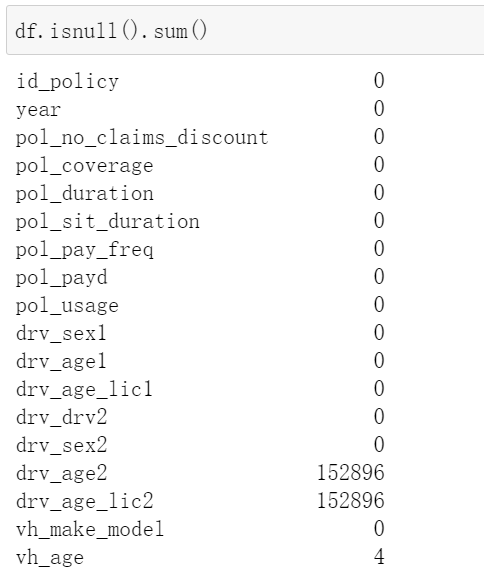 df.isnull().sum()
id_policy 0
year 0
pol_no_claims_discount 0
pol_coverage 0
pol_duration 0
pol_sit_duration 0
pol_pay_freq 0
pol_payd 0
pol_usage 0
drv_sex1 0
drv_age1 0
drv_age_lic1 0
drv_drv2 0
drv_sex2 0
drv_age2 152896
drv_age_lic2 152896
vh_make_model 0
vh_age 4